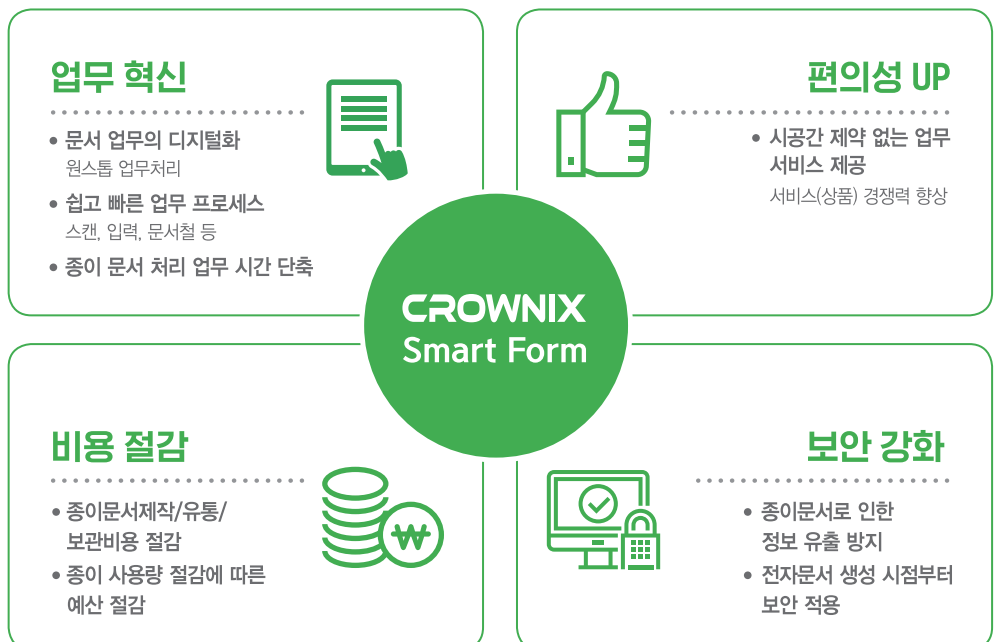 업무 혁신
• 문서 업무의 디지털화
원스톱 업무처리
• 쉽고 빠른 업무 프로세스
스캔, 입력, 문서철 등
• 종이 문서 처리 업무 시간 단축
편의성 UP
• 시공간 제약 없는 업무
서비스 제공
서비스(상품) 경쟁력 향상
CROWNIX
Smart Form
비용 절감
• 종이문서제작/유통/
보관비용 절감
• 종이 사용량 절감에 따른
예산 절감
₩
보안 강화
• 종이문서로 인한
정보 유출 방지
• 전자문서 생성 시점부터
보안 적용